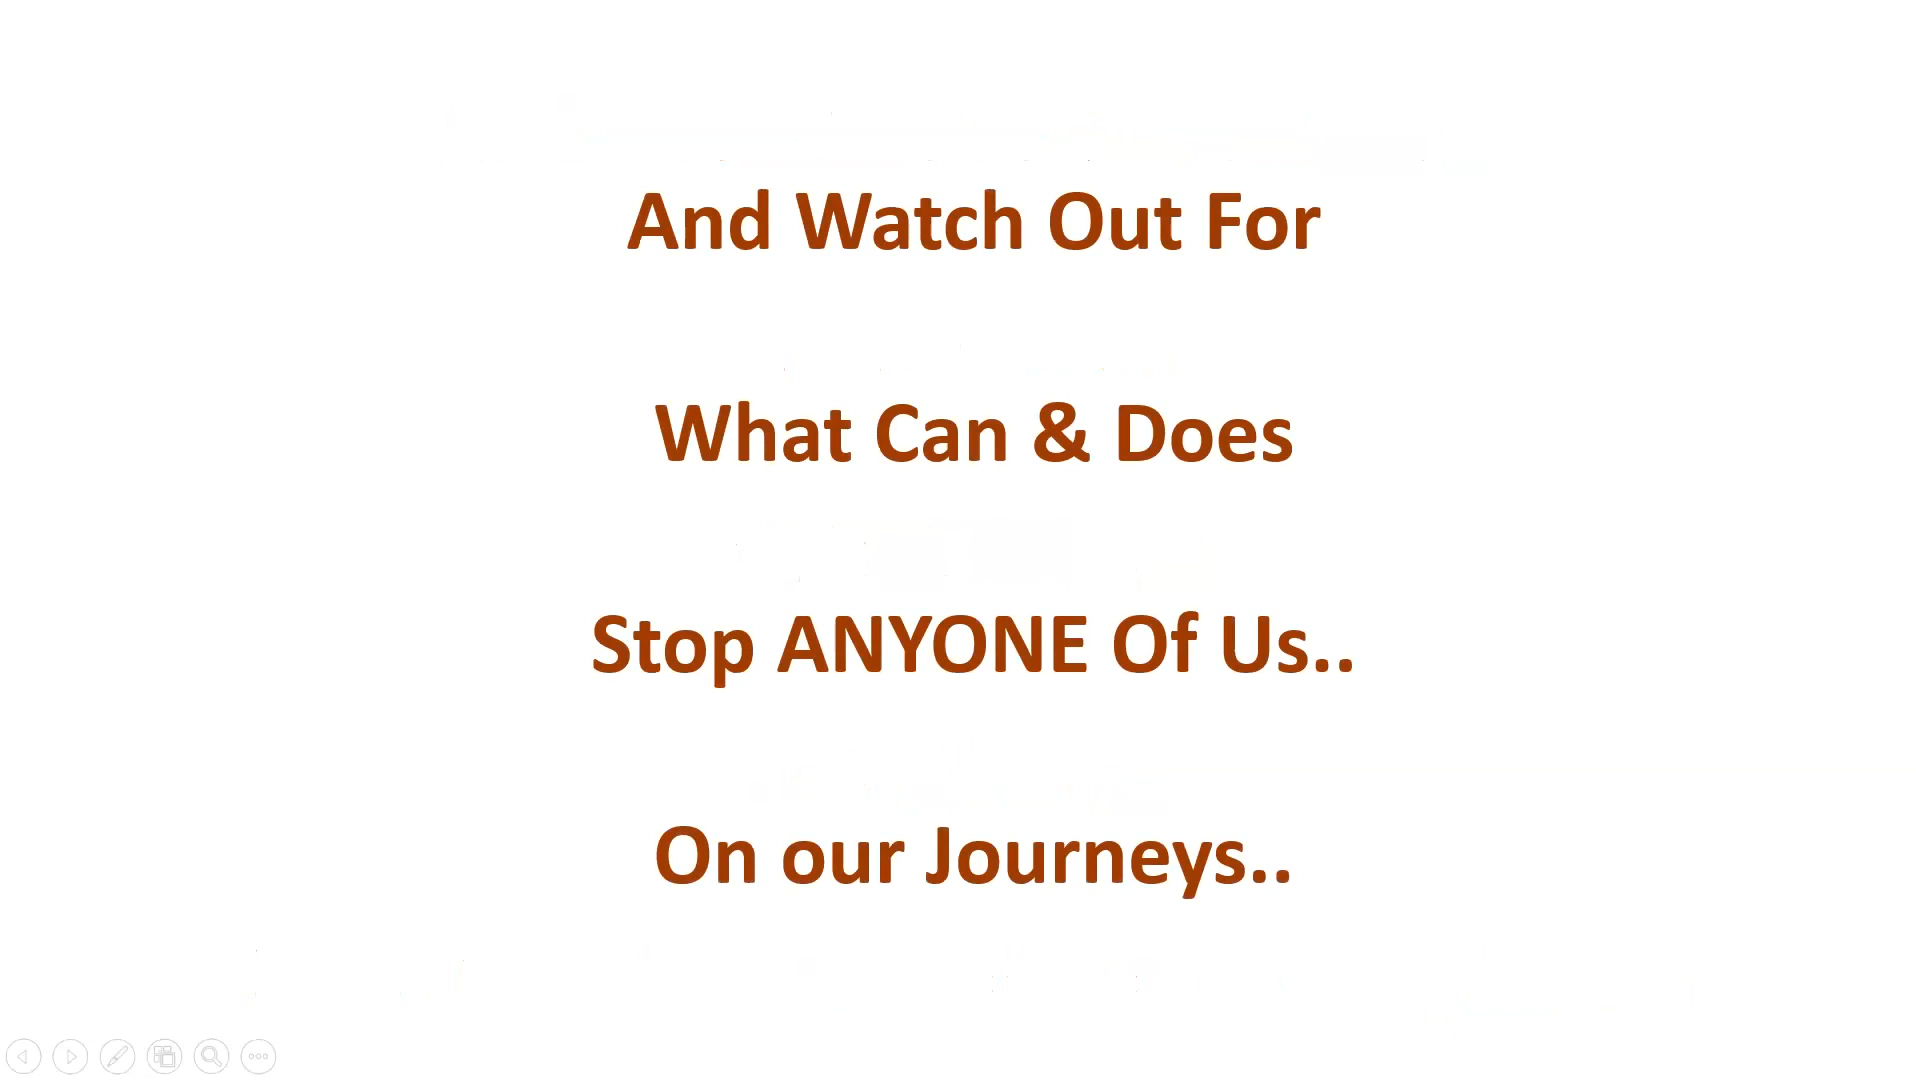 And Watch Out For
What Can & Does
Stop ANYONE Of Us..
On our Journeys..